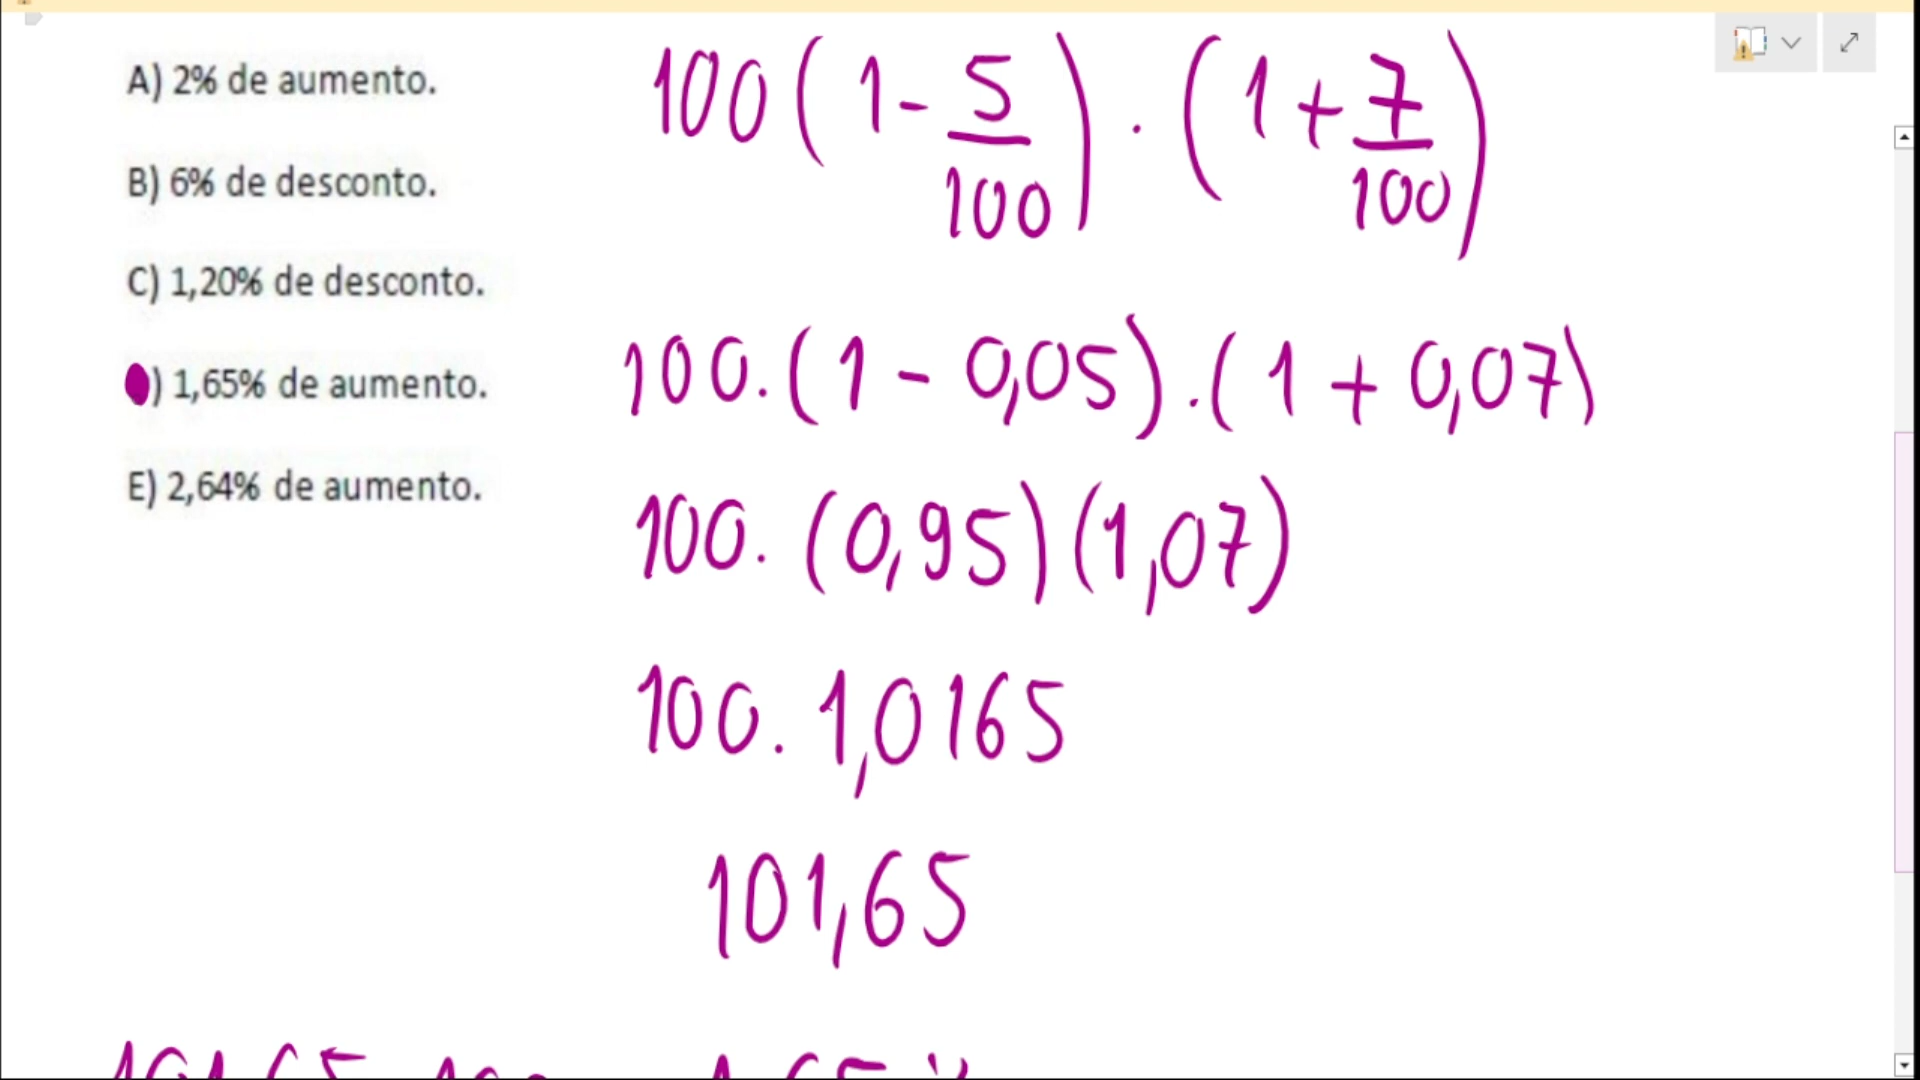 A) 2% de aumento.
B) 6% de desconto.
C) 1,20% de desconto.
) 1,65% de aumento.
E) 2,64% de aumento.
100 ( 1 - 5/100 ) . ( 1 + 7/100 )
100. ( 1 - 0,05 ) . ( 1 + 0,07 )
100. (0,95) (1,07)
100. 1,0165
101,65